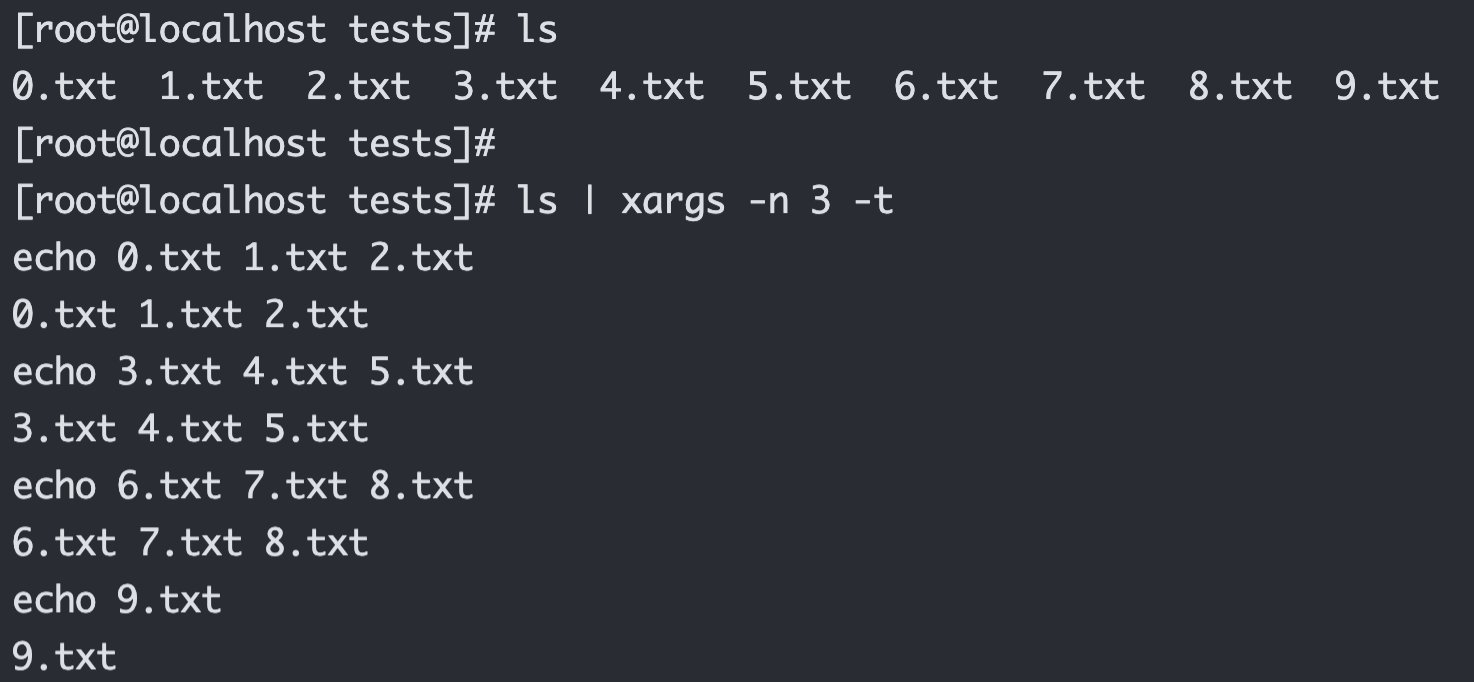 [root@localhost tests]# ls
0.txt  1.txt  2.txt  3.txt  4.txt  5.txt  6.txt  7.txt  8.txt  9.txt
[root@localhost tests]#
[root@localhost tests]# ls | xargs -n 3 -t
echo 0.txt 1.txt 2.txt
0.txt 1.txt 2.txt
echo 3.txt 4.txt 5.txt
3.txt 4.txt 5.txt
echo 6.txt 7.txt 8.txt
6.txt 7.txt 8.txt
echo 9.txt
9.txt